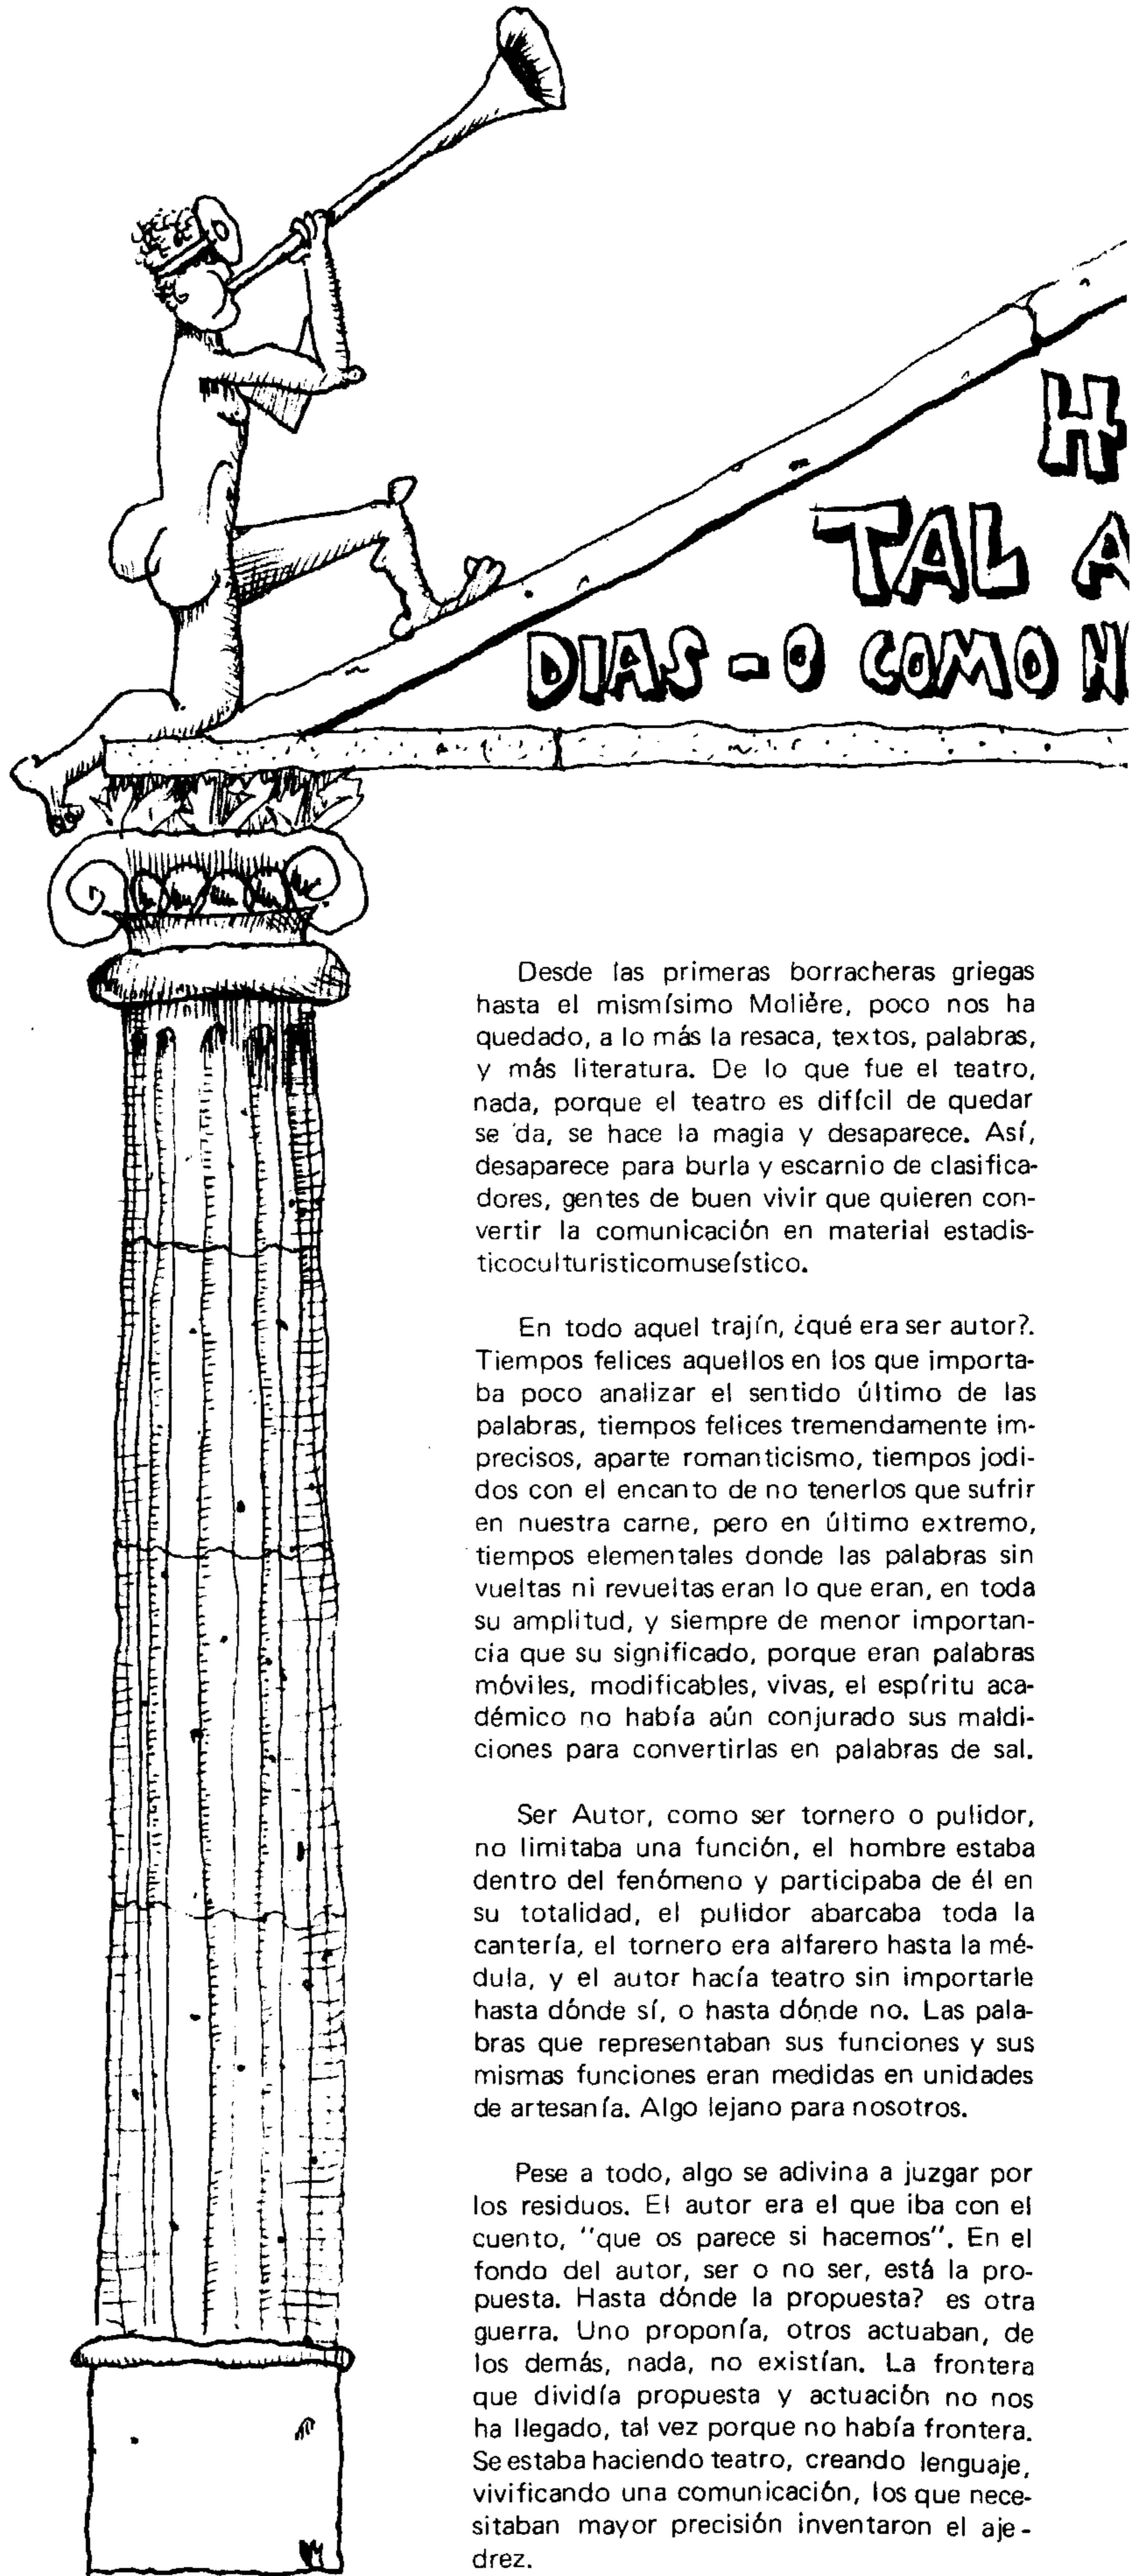 H
TAL A
DIAS - O COMO N
Desde las primeras borracheras griegas
hasta el mismísimo Molière, poco nos ha
quedado, a lo más la resaca, textos, palabras,
y más literatura. De lo que fue el teatro,
nada, porque el teatro es difícil de quedar
se da, se hace la magia y desaparece. Así,
desaparece para burla y escarnio de clasifica-
dores, gentes de buen vivir que quieren con-
vertir la comunicación en material estadis-
ticoculturisticomuseístico.
En todo aquel trajín, ¿qué era ser autor?.
Tiempos felices aquellos en los que importa-
ba poco analizar el sentido último de las
palabras, tiempos felices tremendamente im-
precisos, aparte romanticismo, tiempos jodi-
dos con el encanto de no tenerlos que sufrir
en nuestra carne, pero en último extremo,
tiempos elementales donde las palabras sin
vueltas ni revueltas eran lo que eran, en toda
su amplitud, y siempre de menor importan-
cia que su significado, porque eran palabras
móviles, modificables, vivas, el espíritu aca-
démico no había aún conjurado sus maldi-
ciones para convertirlas en palabras de sal.
Ser Autor, como ser tornero o pulidor,
no limitaba una función, el hombre estaba
dentro del fenómeno y participaba de él en
su totalidad, el pulidor abarcaba toda la
cantería, el tornero era alfarero hasta la mé-
dula, y el autor hacía teatro sin importarle
hasta dónde sí, o hasta dónde no. Las pala-
bras que representaban sus funciones y sus
mismas funciones eran medidas en unidades
de artesanía. Algo lejano para nosotros.
Pese a todo, algo se adivina a juzgar por
los residuos. El autor era el que iba con el
cuento, "que os parece si hacemos". En el
fondo del autor, ser o no ser, está la pro-
puesta. Hasta dónde la propuesta? es otra
guerra. Uno proponía, otros actuaban, de
los demás, nada, no existían. La frontera
que dividía propuesta y actuación no nos
ha llegado, tal vez porque no había frontera.
Se estaba haciendo teatro, creando lenguaje,
vivificando una comunicación, los que nece-
sitaban mayor precisión inventaron el aje-
drez.